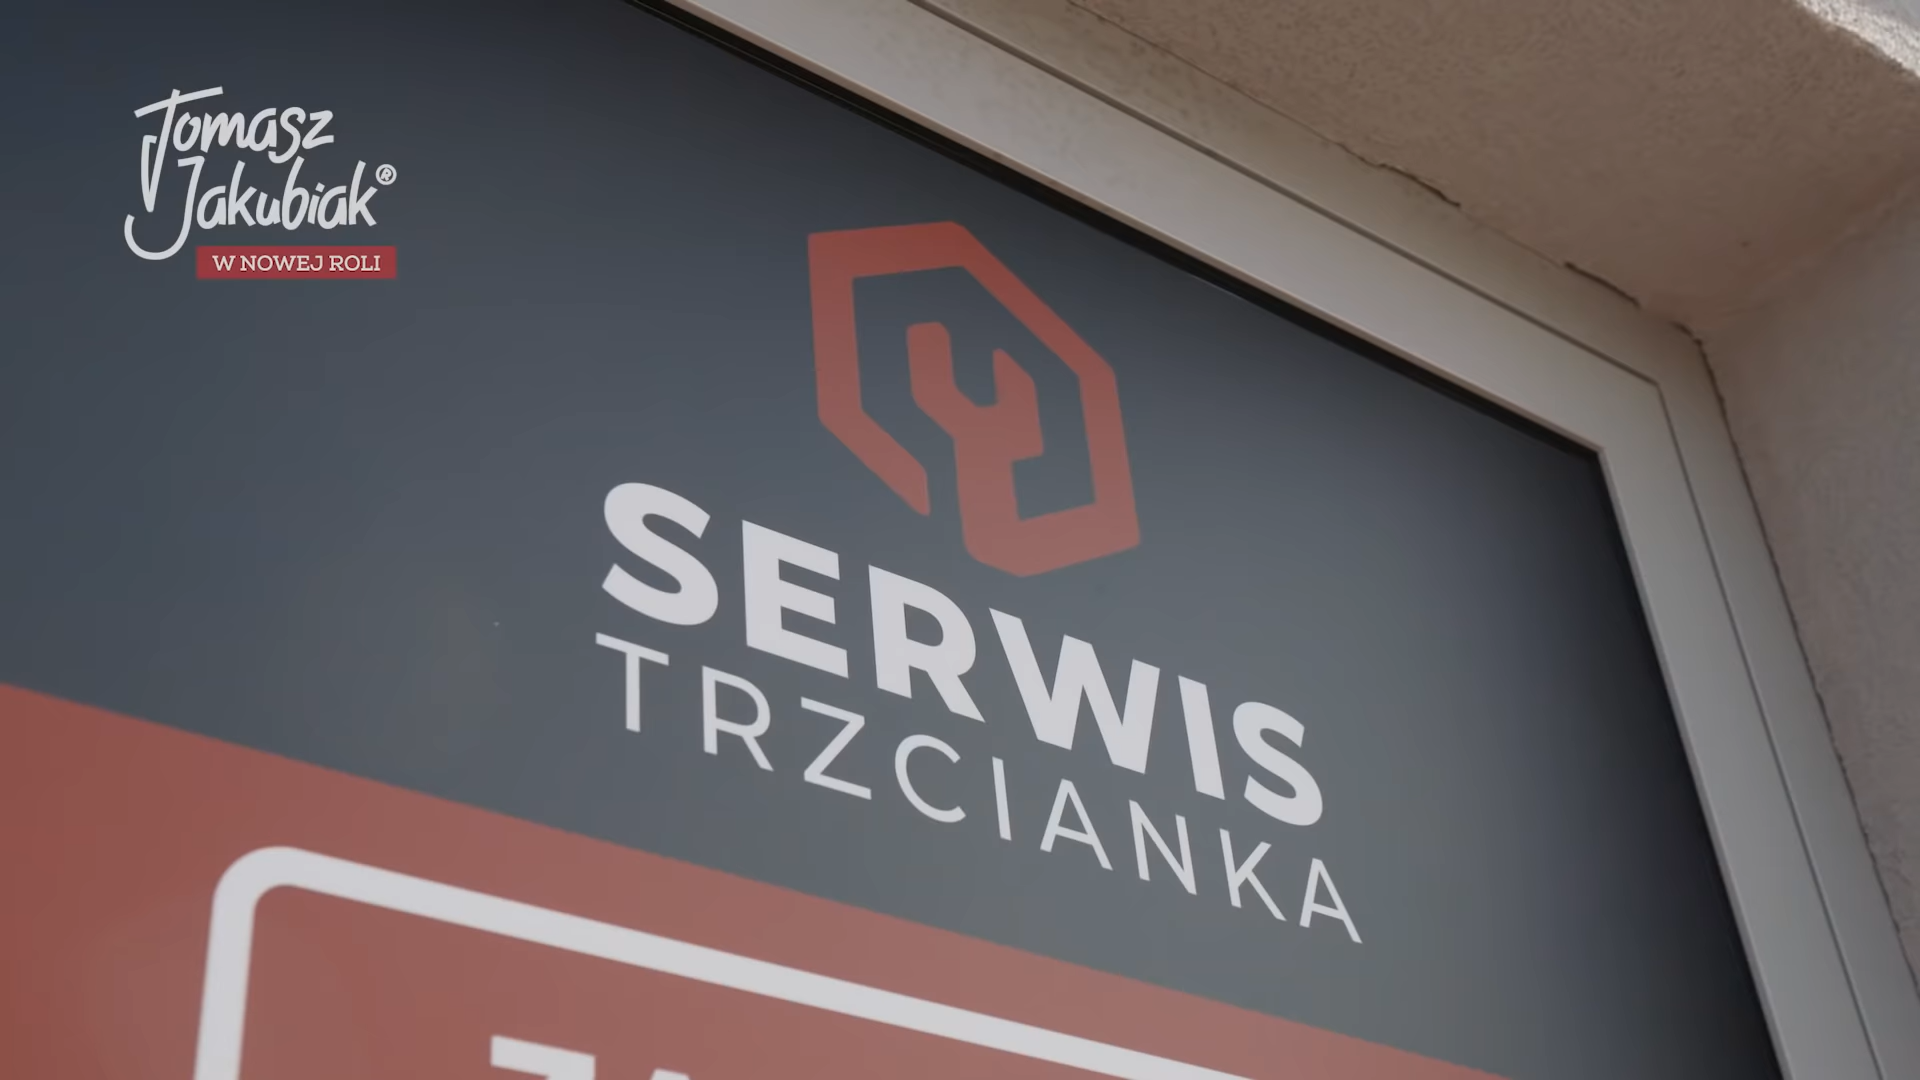 Tomasz
Jakubiak®
W NOWEJ ROLI
SERWIS
TRZCIANKA